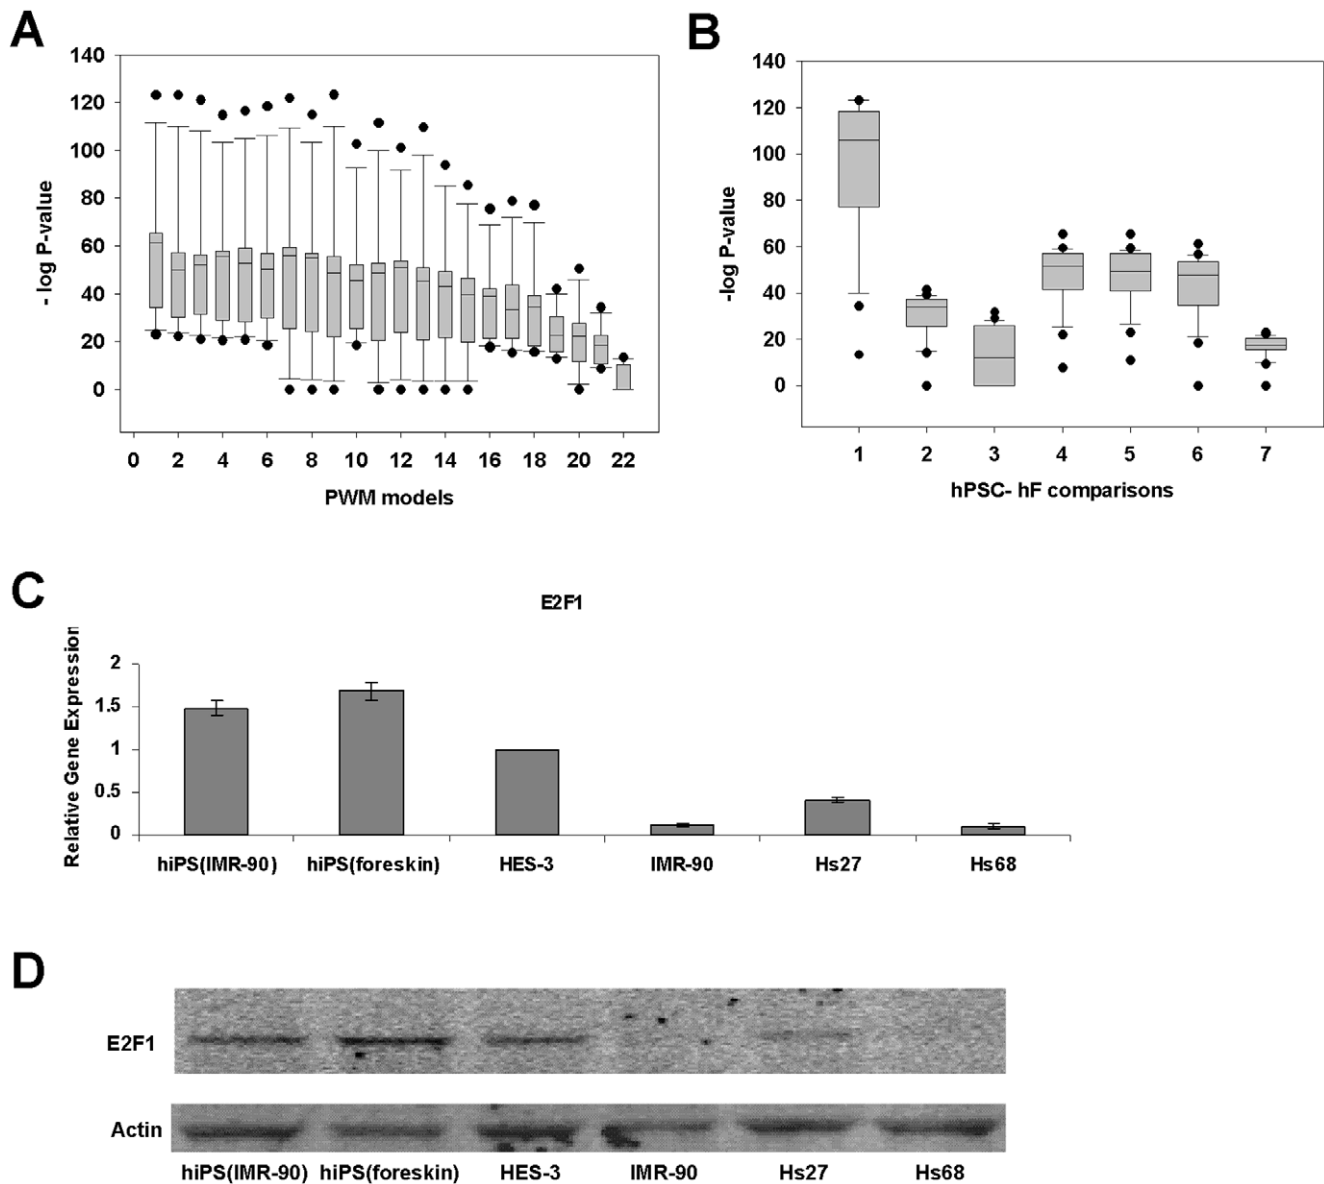 A
140
120
100
80
60
40
20
0
- log P-value
0 2 4 6 8 10 12 14 16 18 20 22
PWM models
B
140
120
100
80
60
40
20
0
-log P-value
1 2 3 4 5 6 7
hPSC- hF comparisons
C
E2F1
Relative Gene Expression
2
1.5
1
0.5
0
hiPS(IMR-90) hiPS(foreskin) HES-3 IMR-90 Hs27 Hs68
D
E2F1
Actin
hiPS(IMR-90) hiPS(foreskin) HES-3 IMR-90 Hs27 Hs68